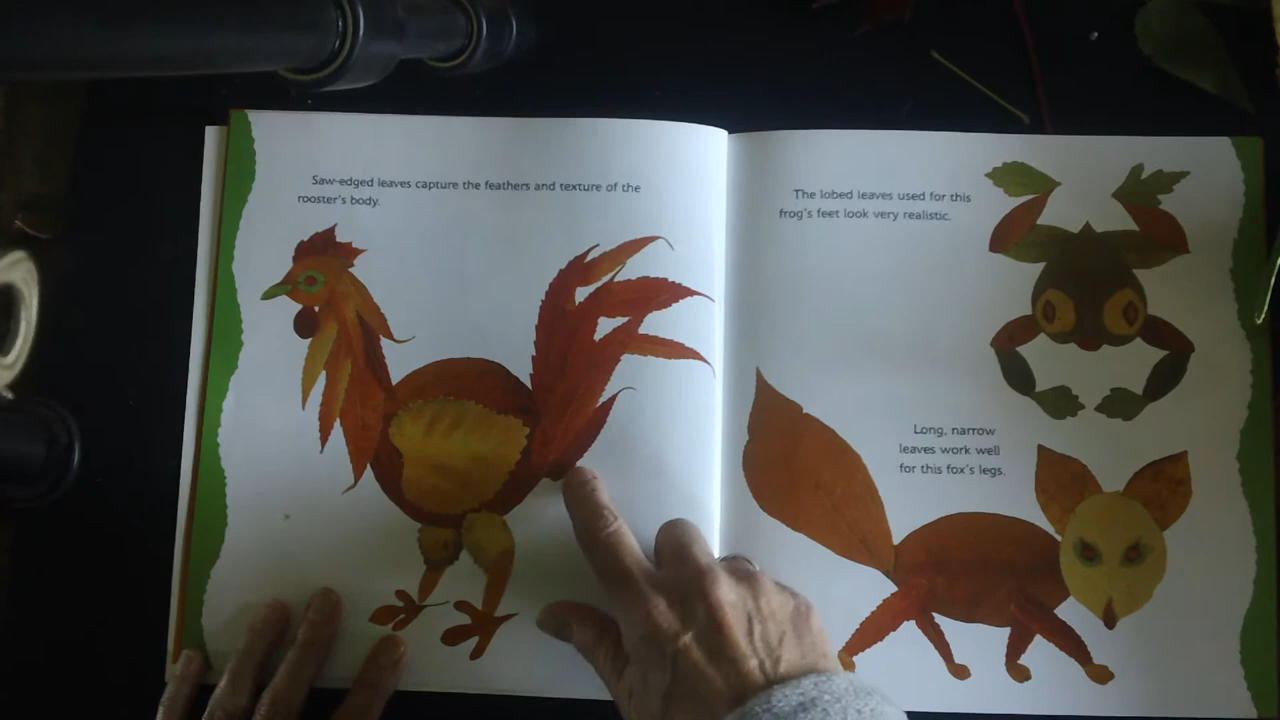 Saw-edged leaves capture the feathers and texture of the
rooster's body.
The lobed leaves used for this
frog's feet look very realistic.
Long, narrow
leaves work well
for this fox's legs.